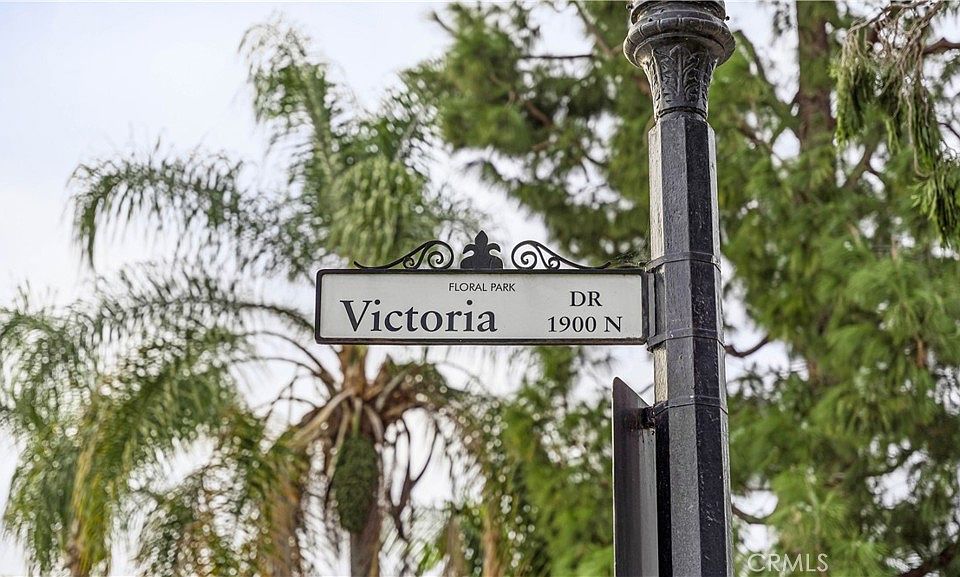 FLORAL PARK
Victoria DR
1900 N
CRMLS